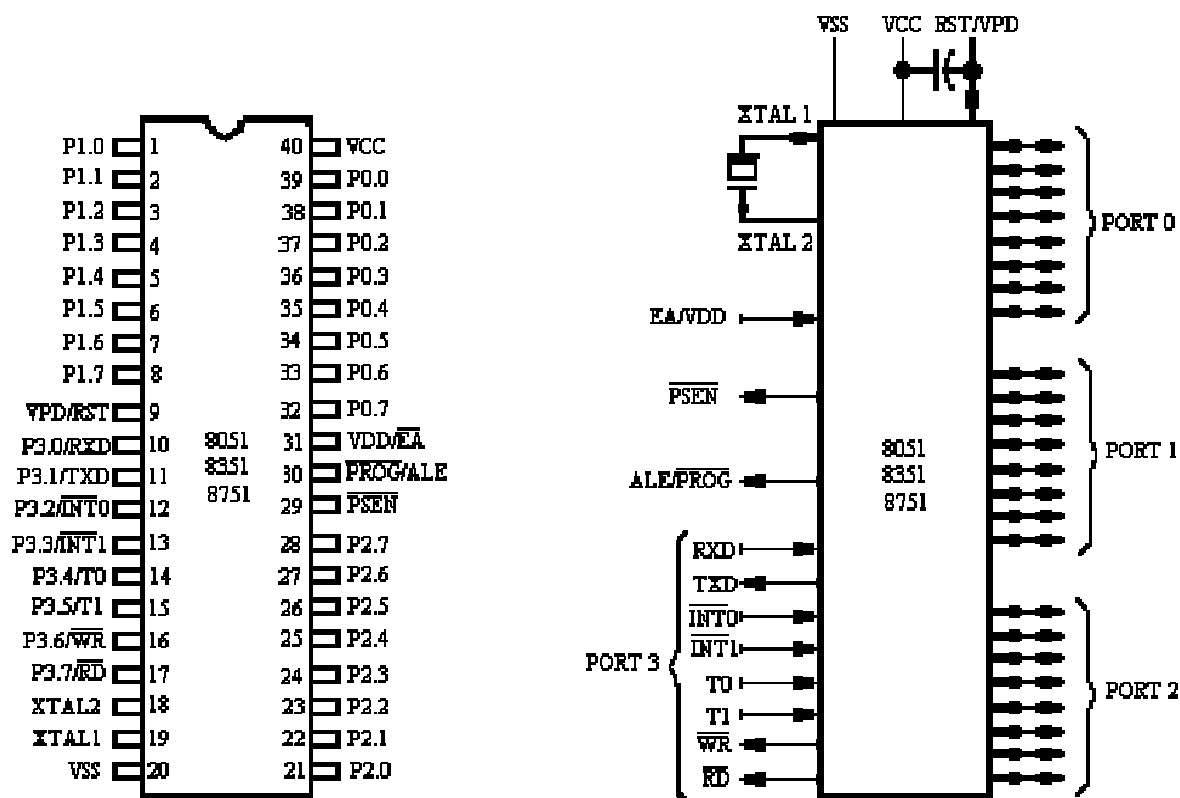 P1.0 1 40 VCC
P1.1 2 39 P0.0
P1.2 3 38 P0.1
P1.3 4 37 P0.2
P1.4 5 36 P0.3
P1.5 6 35 P0.4
P1.6 7 34 P0.5
P1.7 8 33 P0.6
VPD/RST 9 32 P0.7
P3.0/RXD 10 31 VDD/EA
P3.1/TXD 11 30 PROG/ALE
P3.2/INT0 12 29 PSEN
P3.3/INT1 13 28 P2.7
P3.4/T0 14 27 P2.6
P3.5/T1 15 26 P2.5
P3.6/WR 16 25 P2.4
P3.7/RD 17 24 P2.3
XTAL2 18 23 P2.2
XTAL1 19 22 P2.1
VSS 20 21 P2.0
8051
8351
8751
VSS VCC RST/VPD
XTAL 1
XTAL 2
EA/VDD
PSEN
ALE/PROG
PORT 3
RXD
TXD
INT0
INT1
T0
T1
WR
RD
8051
8351
8751
PORT 0
PORT 1
PORT 2